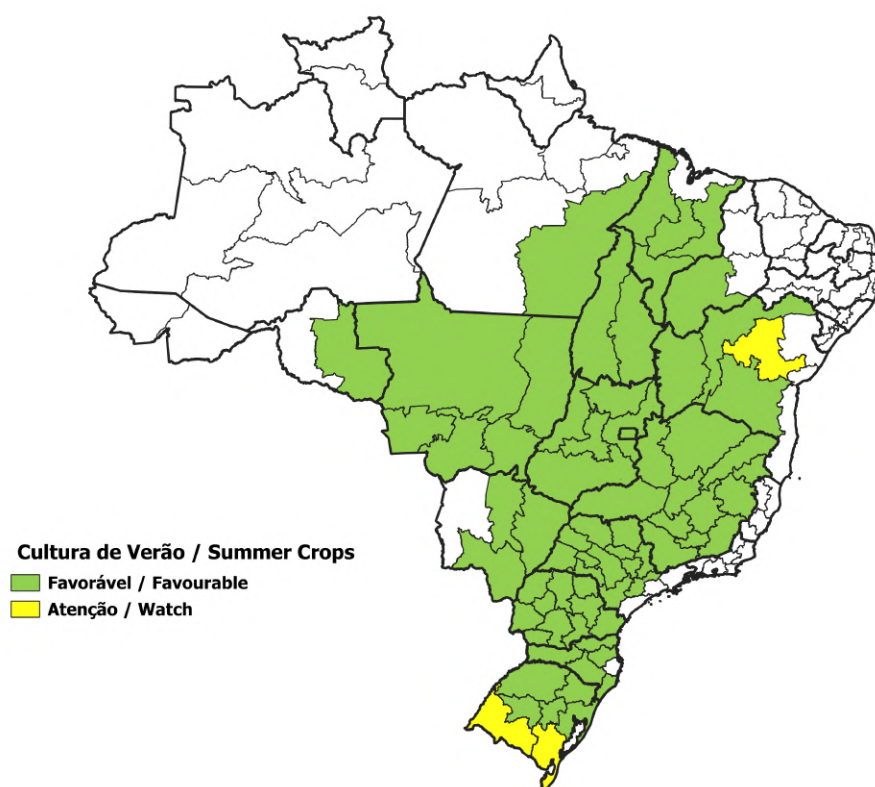 Cultura de Verão / Summer Crops
Favorável / Favourable
Atenção / Watch